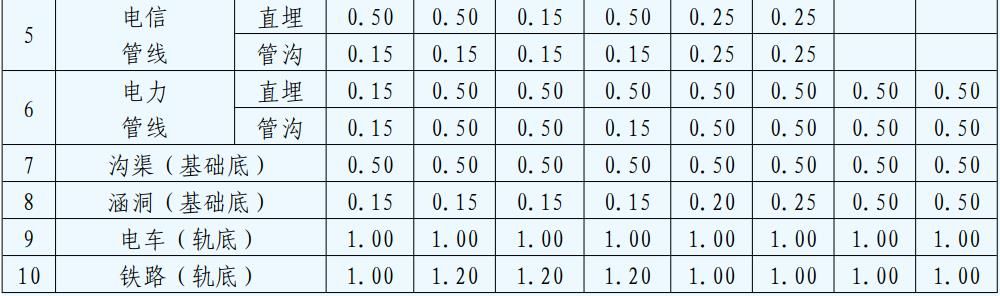 5 电信管线 直埋 0.50 0.50 0.15 0.50 0.25 0.25
管沟 0.15 0.15 0.15 0.15 0.25 0.25
6 电力管线 直埋 0.15 0.50 0.50 0.50 0.50 0.50 0.50 0.50
管沟 0.15 0.50 0.50 0.15 0.50 0.50 0.50 0.50
7 沟渠（基础底） 0.50 0.50 0.50 0.50 0.50 0.50 0.50 0.50
8 涵洞（基础底） 0.15 0.15 0.15 0.15 0.20 0.25 0.50 0.50
9 电车（轨底） 1.00 1.00 1.00 1.00 1.00 1.00 1.00 1.00
10 铁路（轨底） 1.00 1.20 1.20 1.20 1.00 1.00 1.00 1.00